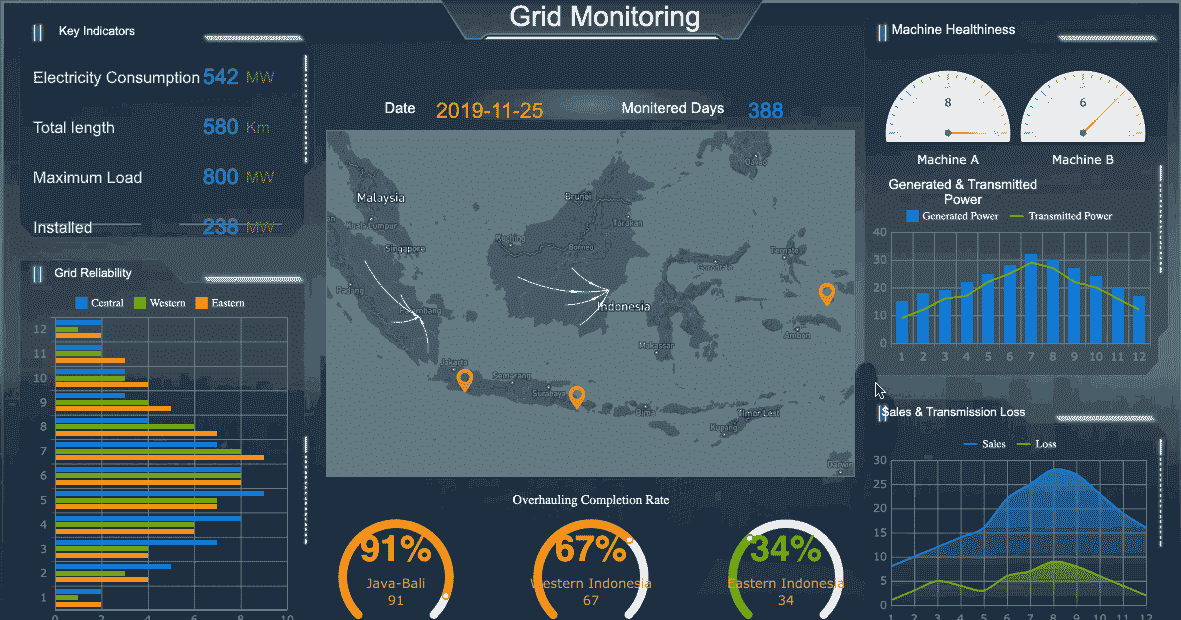 Grid Monitoring
Key Indicators
Electricity Consumption 542 MW
Total length 580 Km
Maximum Load 800 MW
Installed 238 MW
Grid Reliability
Central Western Eastern
12
11
10
9
8
7
6
5
4
3
2
1
0 2 4 6 8 10
Date 2019-11-25 Monitered Days 388
Malaysia
Kuala Lumpur
Singapore
Brunei
Tarakan
Kuching
Borneo
Padang
Ternate
Gorontalo
Indonesia
Makassar
Ambon
Jakarta
Semarang
Surabaya
Bima
Timor Lest
Kupang
Darwin
Overhauling Completion Rate
91%
Java-Bali
91
67%
Western Indonesia
67
34%
Eastern Indonesia
34
Machine Healthiness
8
6
Machine A
Machine B
Generated & Transmitted
Power
Generated Power Transmitted Power
40
30
20
10
0
1 2 3 4 5 6 7 8 9 10 11 12
Sales & Transmission Loss
Sales Loss
30
25
20
15
10
5
0
1 2 3 4 5 6 7 8 9 10 11 12